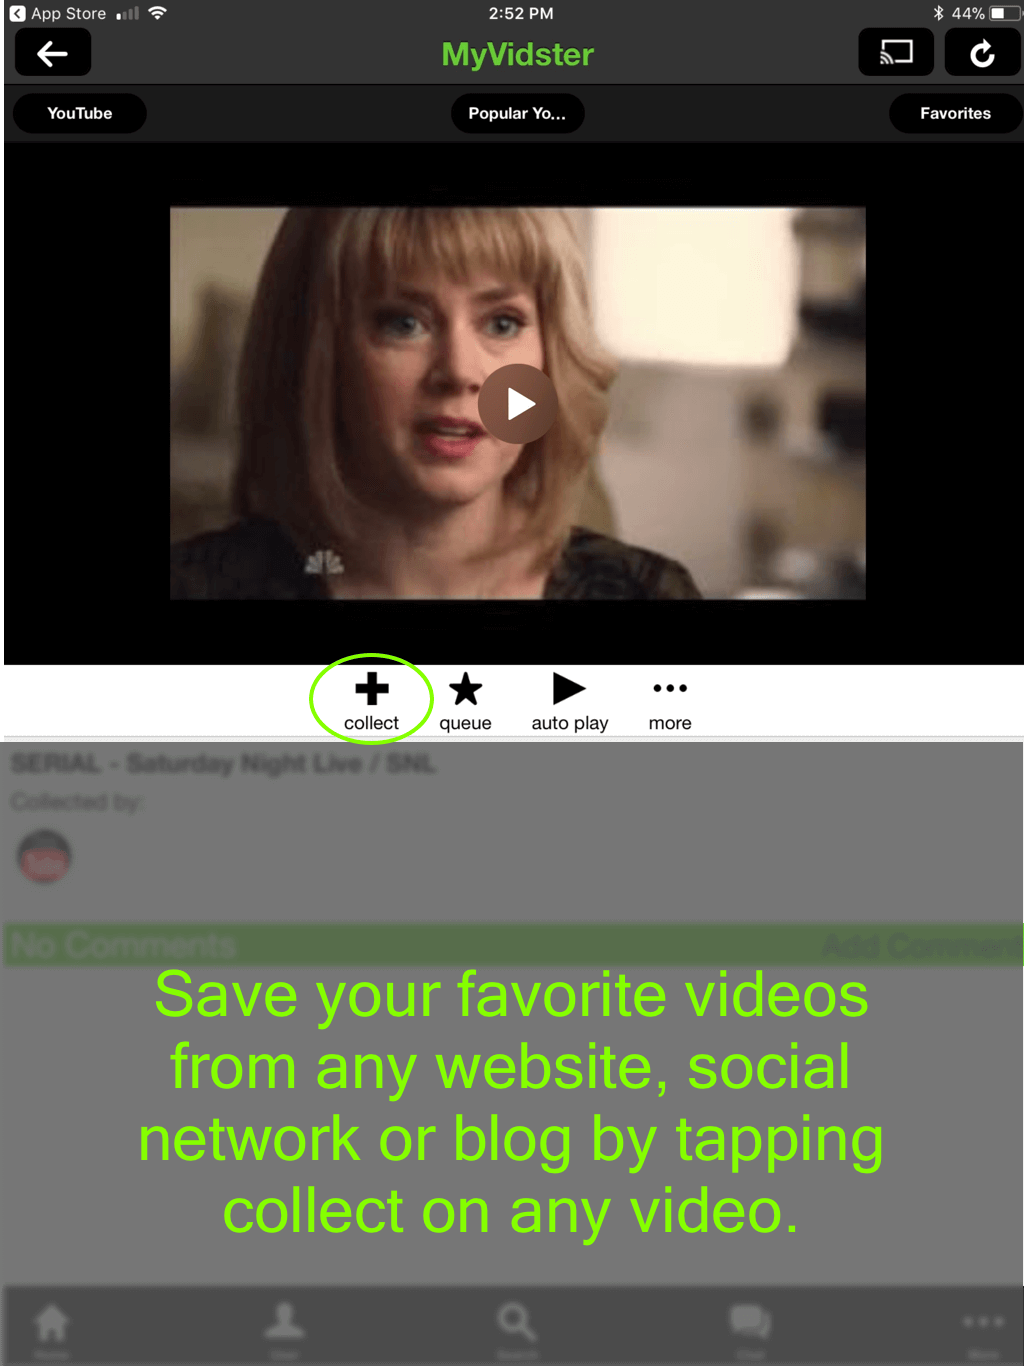 App Store
2:52 PM
44%
MyVidster
YouTube
Popular Yo...
Favorites
collect
queue
auto play
more
SERIAL - Saturday Night Live / SNL
Collected by:
No Comments
Add Comment
Save your favorite videos
from any website, social
network or blog by tapping
collect on any video.